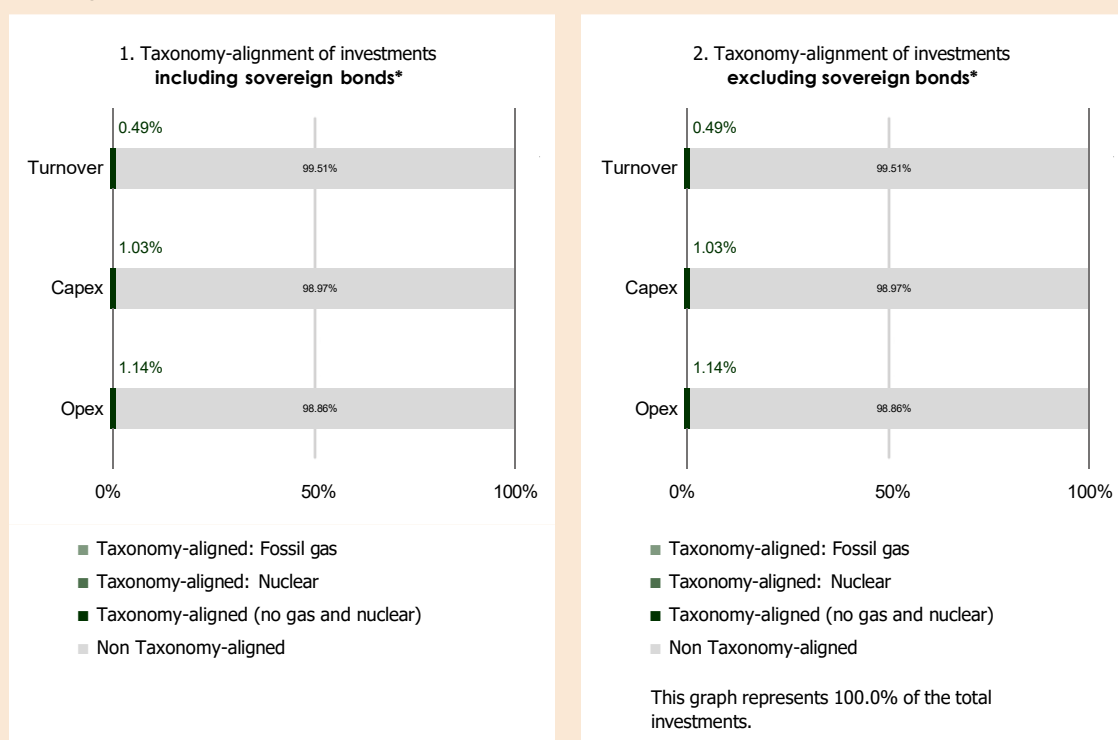 1. Taxonomy-alignment of investments
including sovereign bonds*
0.49%
Turnover
99.51%
1.03%
Capex
98.97%
1.14%
Opex
98.86%
0%
50%
100%
Taxonomy-aligned: Fossil gas
Taxonomy-aligned: Nuclear
Taxonomy-aligned (no gas and nuclear)
Non Taxonomy-aligned
2. Taxonomy-alignment of investments
excluding sovereign bonds*
0.49%
Turnover
99.51%
1.03%
Capex
98.97%
1.14%
Opex
98.86%
0%
50%
100%
Taxonomy-aligned: Fossil gas
Taxonomy-aligned: Nuclear
Taxonomy-aligned (no gas and nuclear)
Non Taxonomy-aligned
This graph represents 100.0% of the total
investments.